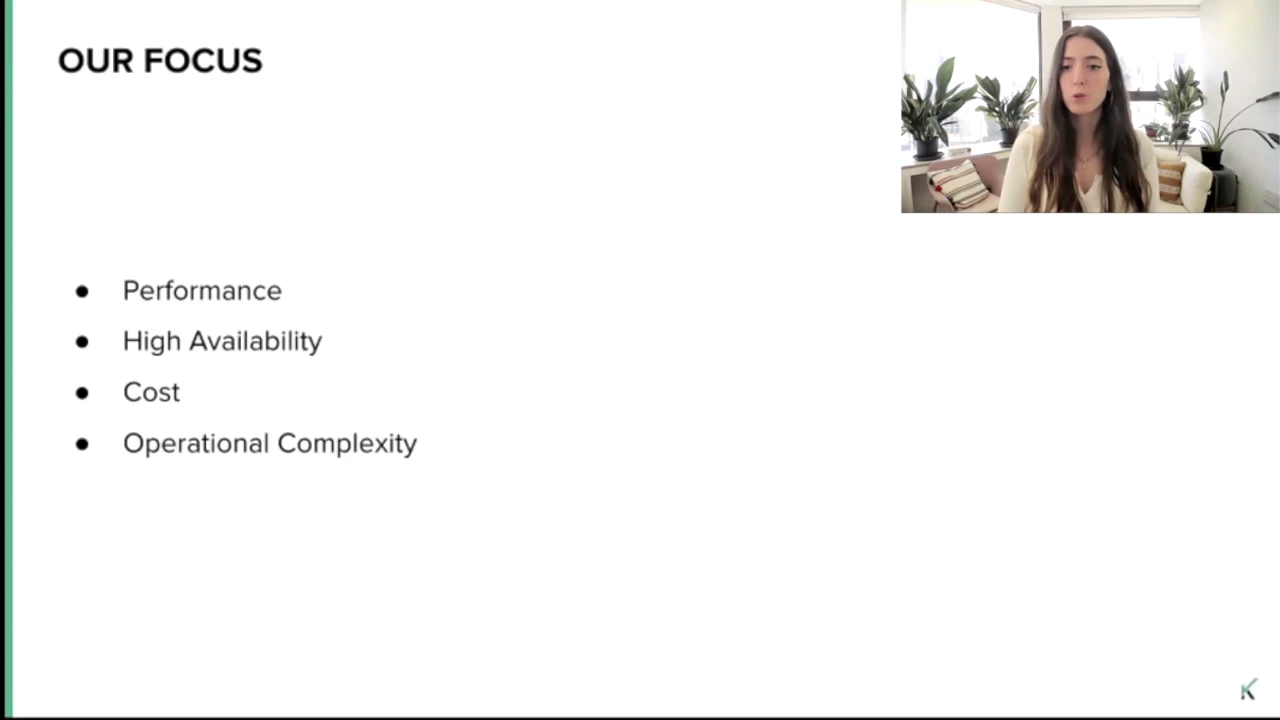 OUR FOCUS
● Performance
● High Availability
● Cost
● Operational Complexity
K